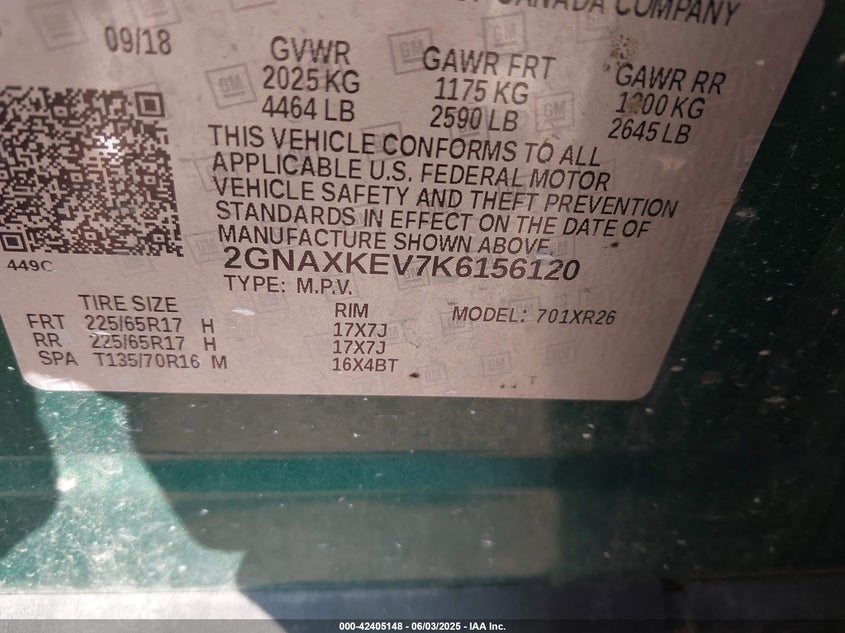 CANADA COMPANY
09/18
GVWR
2025 KG
4464 LB
GAWR FRT
1175 KG
2590 LB
GAWR RR
1200 KG
2645 LB
THIS VEHICLE CONFORMS TO ALL
APPLICABLE U.S. FEDERAL MOTOR
VEHICLE SAFETY AND THEFT PREVENTION
STANDARDS IN EFFECT ON THE DATE OF
MANUFACTURE SHOWN ABOVE.
2GNAXKEV7K6156120
449C
TYPE: M.P.V.
TIRE SIZE RIM MODEL: 701XR26
FRT 225/65R17 H 17X7J
RR 225/65R17 H 17X7J
SPA T135/70R16 M 16X4BT
000-42405148 - 06/03/2025 - IAA Inc.